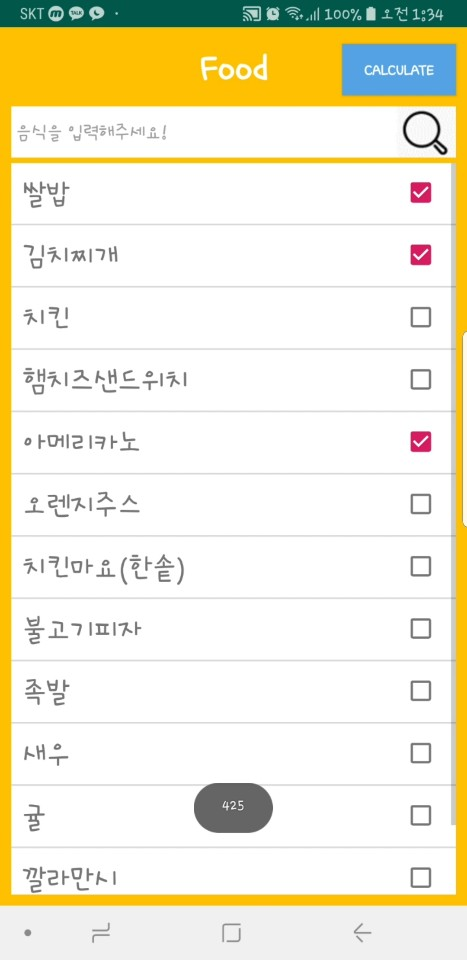 SKT 100% 오전 1:34
Food
CALCULATE
음식을 입력해주세요!
쌀밥
김치찌개
치킨
햄치즈샌드위치
아메리카노
오렌지주스
치킨마요(한솥)
불고기피자
족발
새우
귤
425
깔라만시